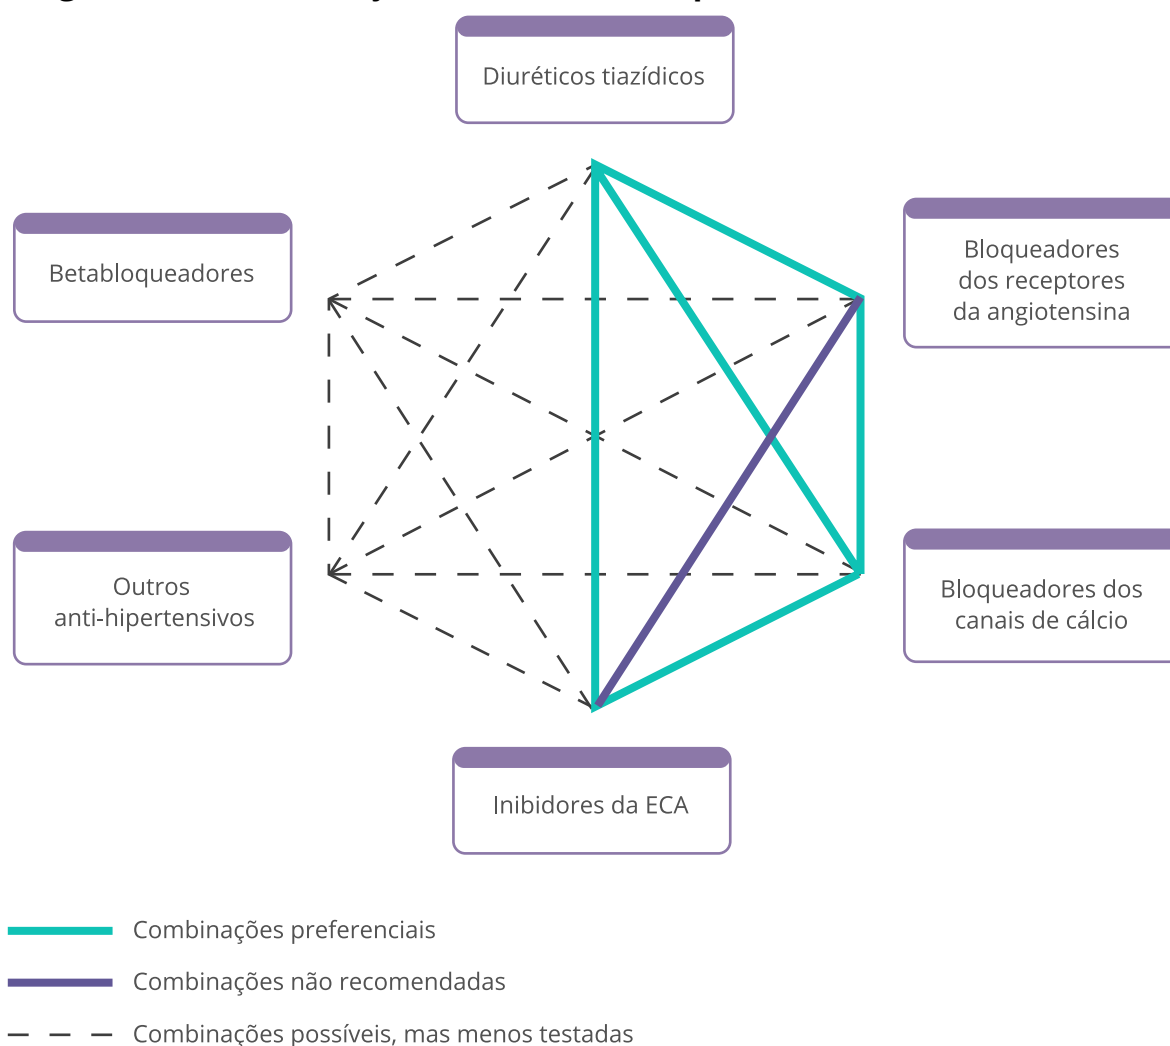 Diuréticos tiazídicos
Betabloqueadores
Bloqueadores
dos receptores
da angiotensina
Outros
anti-hipertensivos
Bloqueadores dos
canais de cálcio
Inibidores da ECA
Combinações preferenciais
Combinações não recomendadas
Combinações possíveis, mas menos testadas